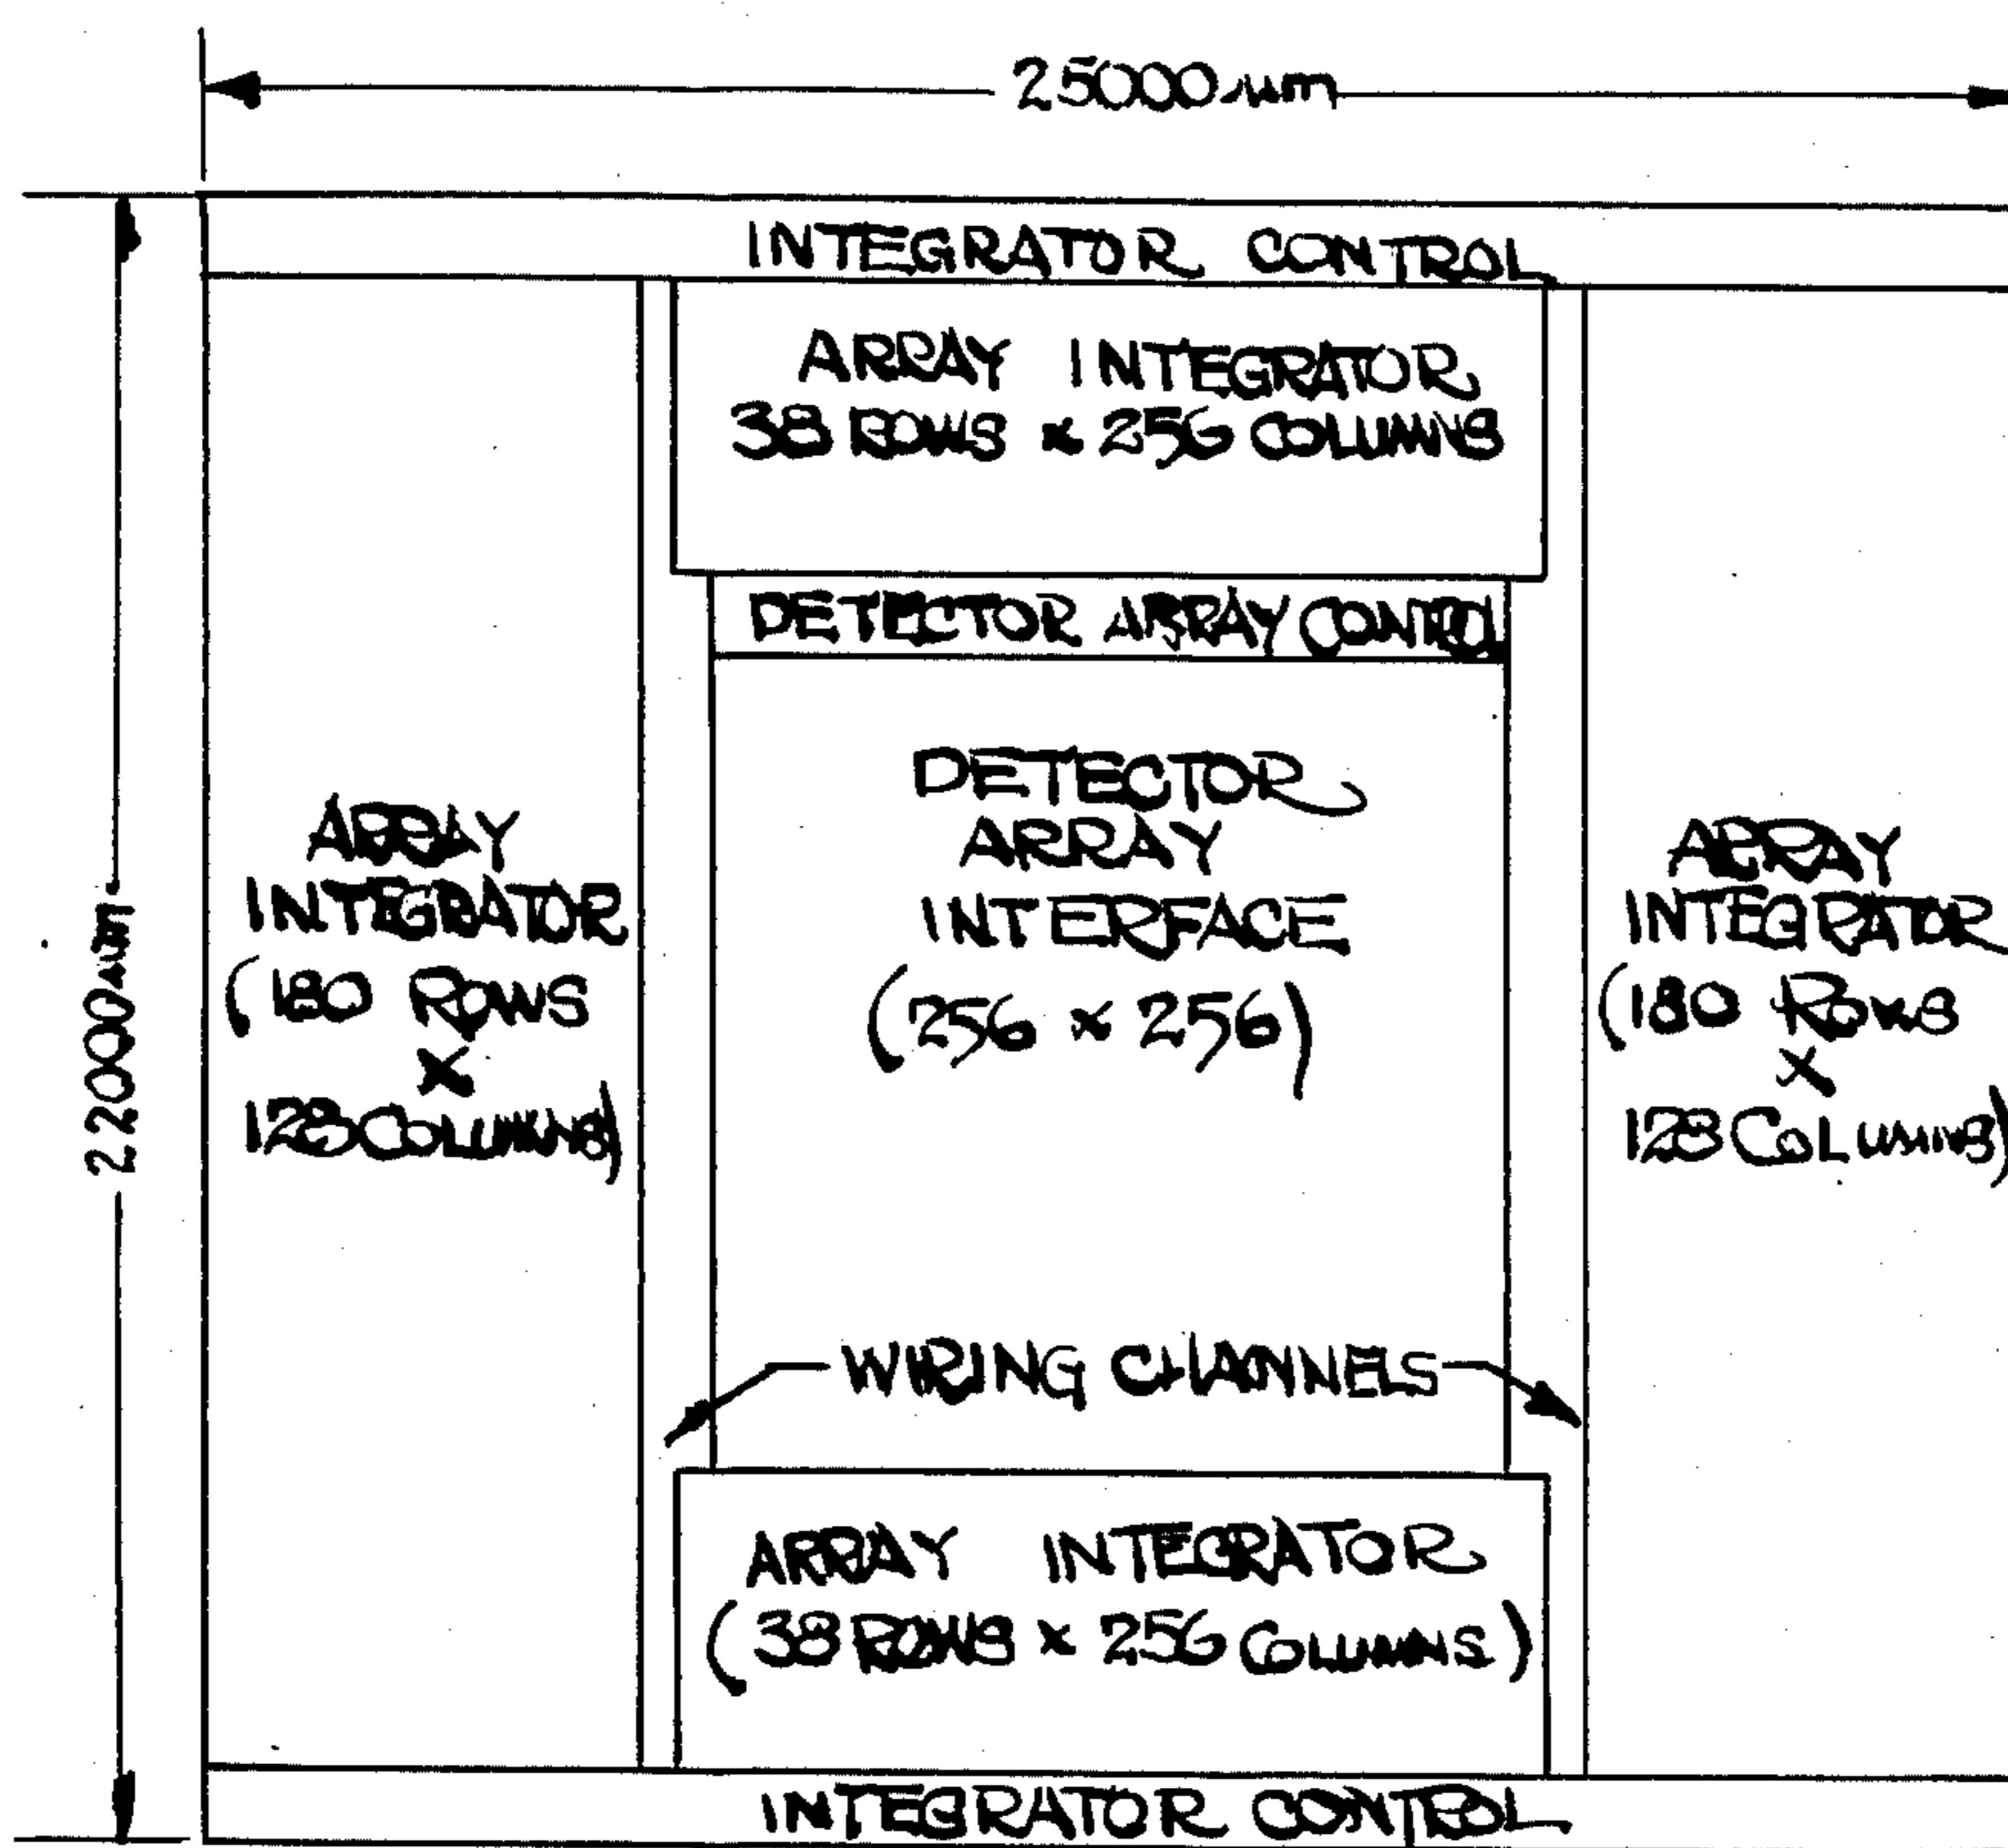 25000 µm
INTEGRATOR CONTROL
ARRAY INTEGRATOR
38 ROWS x 256 COLUMNS
DETECTOR ARRAY CONTROL
DETECTOR
ARRAY
INTERFACE
(256 x 256)
ARRAY
INTEGRATOR
(180 ROWS
X
128 COLUMNS)
ARRAY
INTEGRATOR
(180 ROWS
X
128 COLUMNS)
22000 µm
WIRING CHANNELS
ARRAY INTEGRATOR
(38 ROWS x 256 COLUMNS)
INTEGRATOR CONTROL